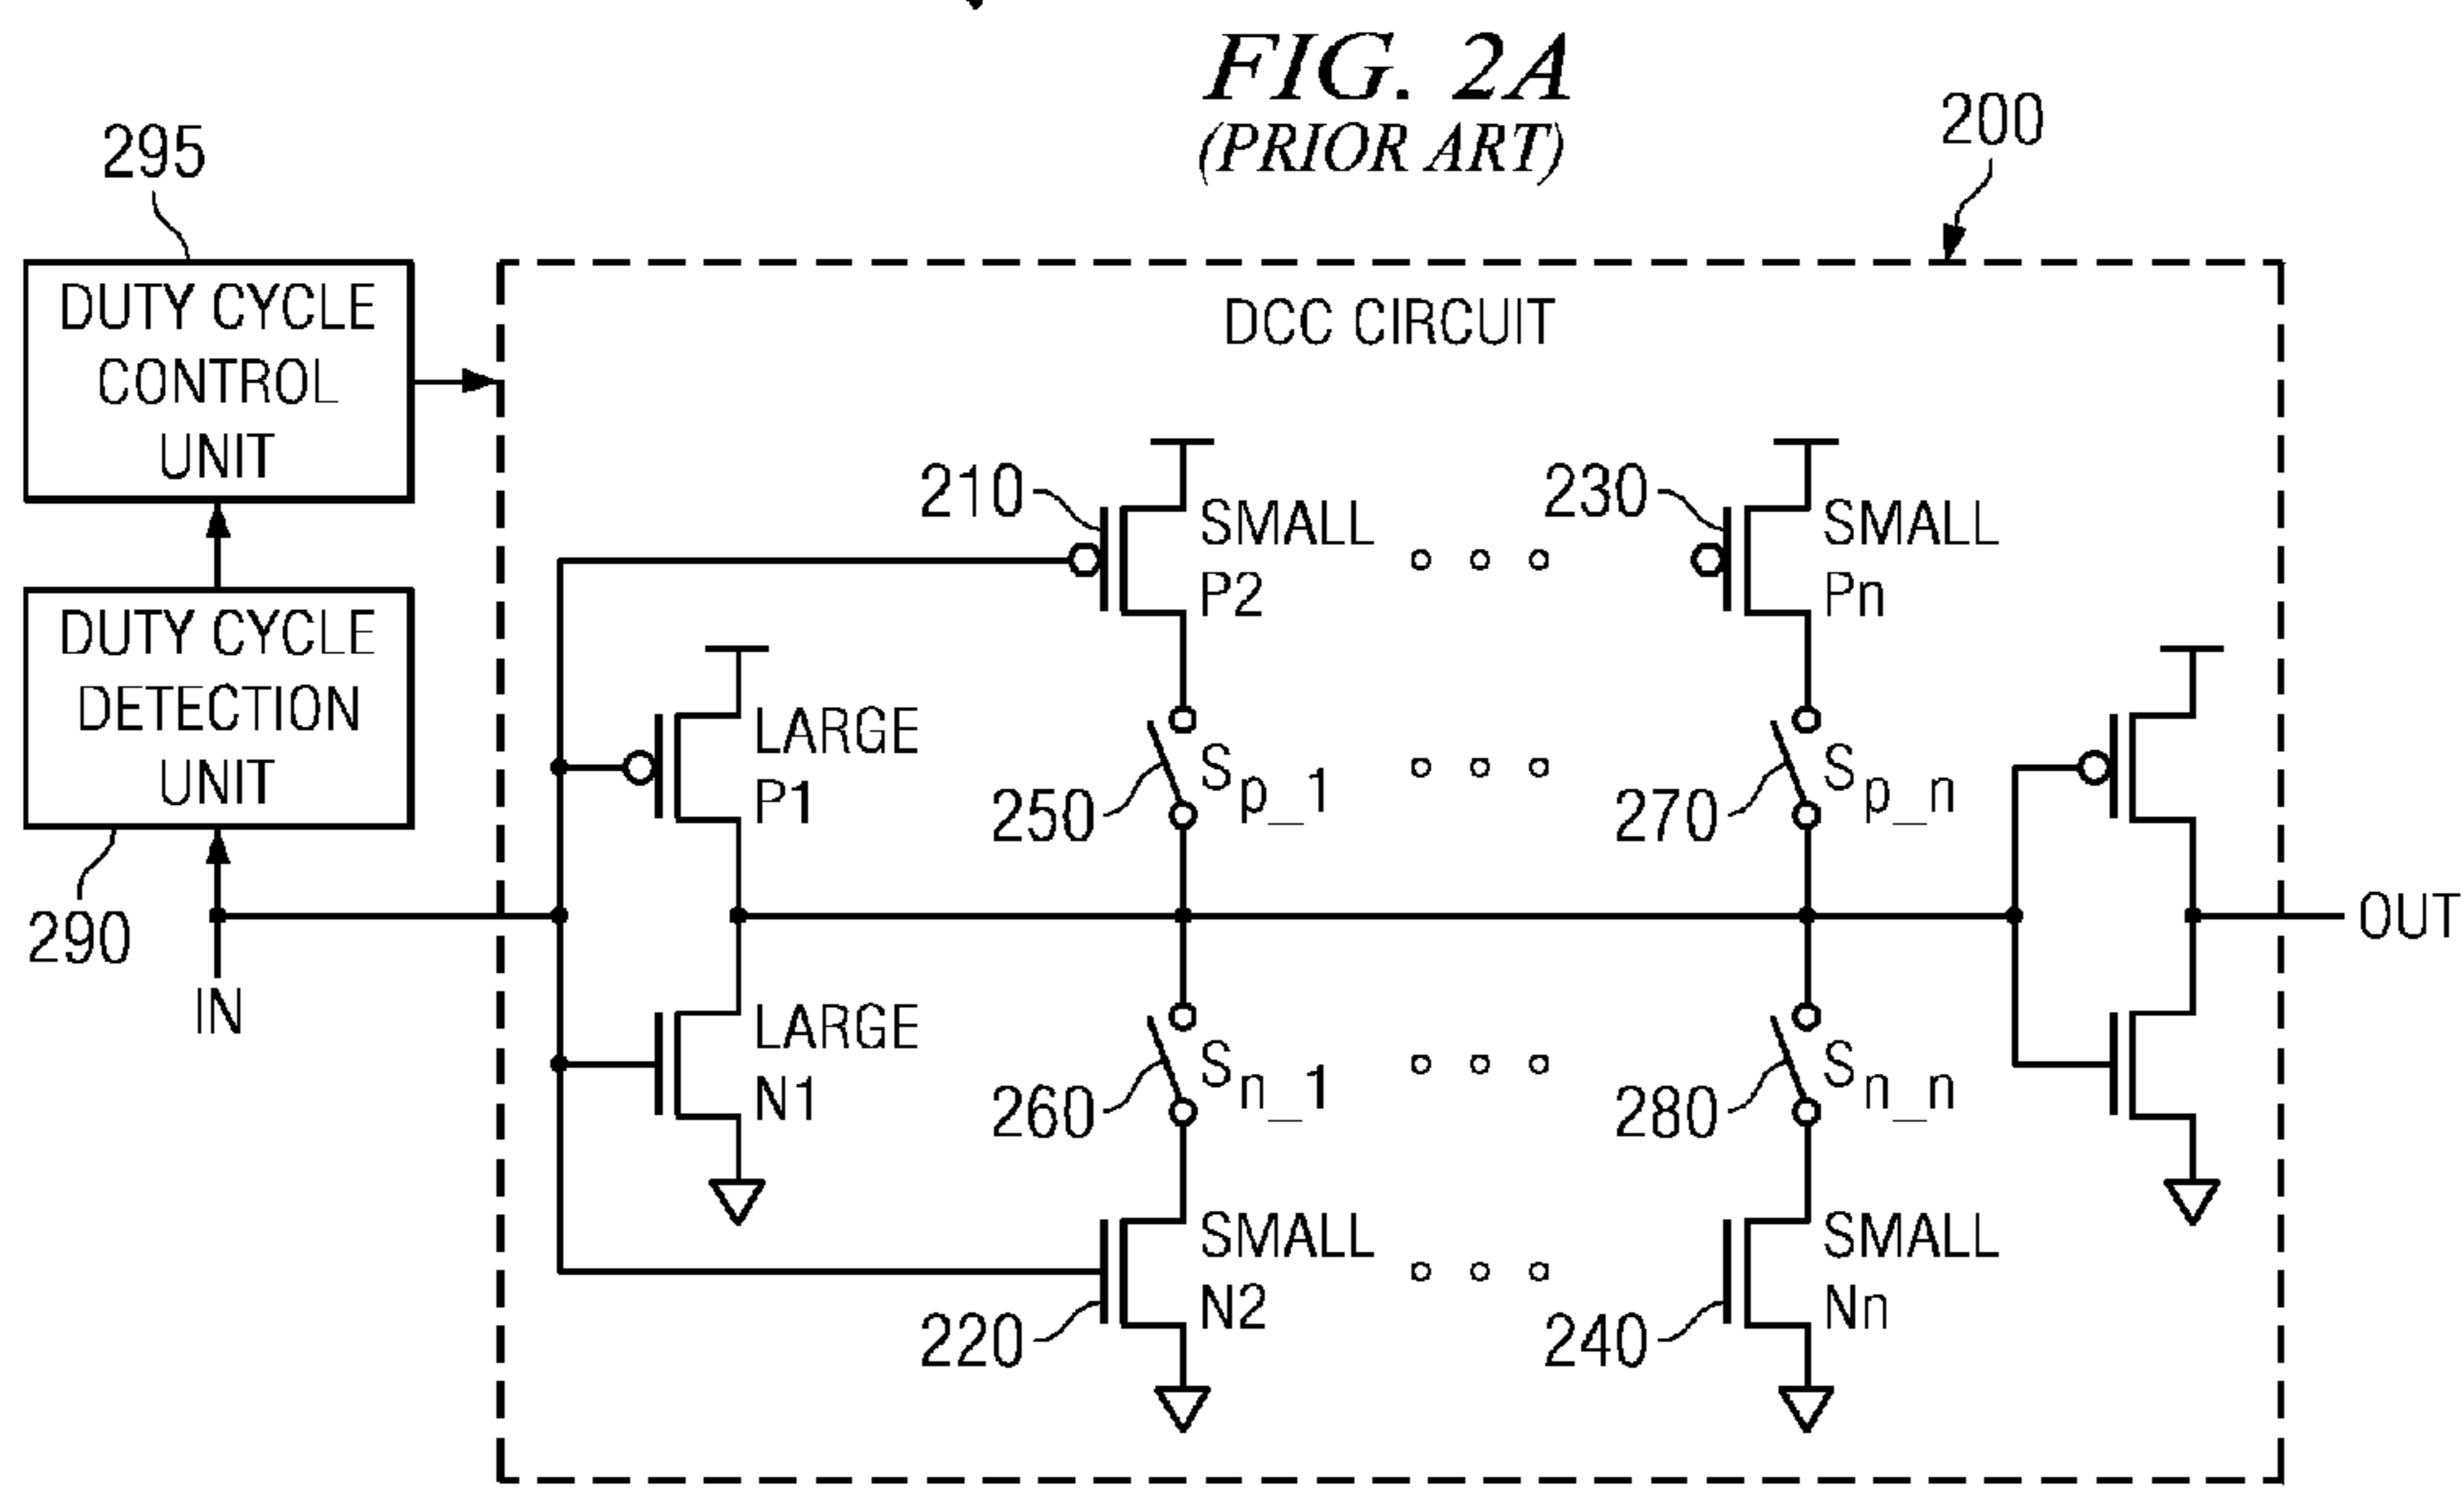 FIG. 2A
(PRIOR ART)
200
295
DUTY CYCLE
CONTROL
UNIT
DCC CIRCUIT
210
SMALL
P2
230
SMALL
Pn
DUTY CYCLE
DETECTION
UNIT
LARGE
P1
250
Sp_1
270
Sp_n
290
IN
OUT
LARGE
N1
260
Sn_1
280
Sn_n
220
SMALL
N2
240
SMALL
Nn